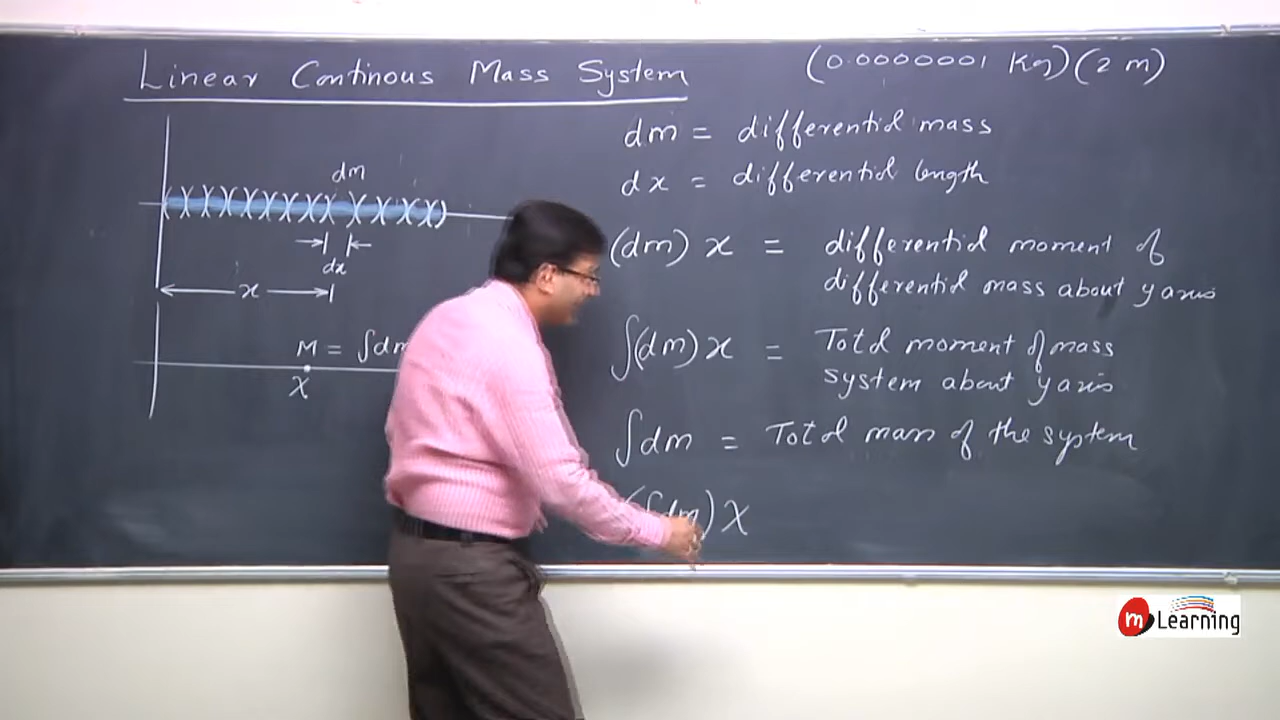 Linear Continous Mass System
(0.0000001 Kg)(2 m)
dm = differential mass
dx = differential length
dm
dx
x
(dm) x = differential moment of
differential mass about y axis
M = ∫dm
X
∫(dm) x = Total moment of mass
system about y axis
∫dm = Total mass of the system
(∫dm) X
m Learning